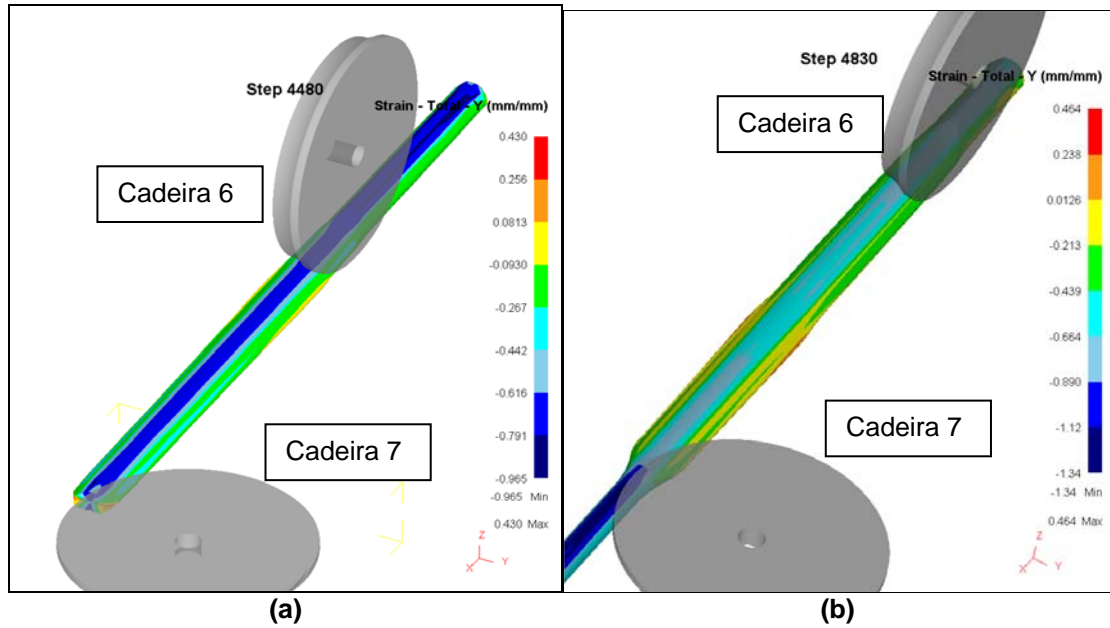 Step 4480
Strain - Total - Y (mm/mm)
0.430
0.256
0.0813
-0.0930
-0.267
-0.442
-0.616
-0.791
-0.965
-0.965 Min
0.430 Max
Cadeira 6
Cadeira 7
Z
X
Y
(a)
Step 4830
Strain - Total - Y (mm/mm)
0.464
0.238
0.0126
-0.213
-0.439
-0.664
-0.890
-1.12
-1.34
-1.34 Min
0.464 Max
Cadeira 6
Cadeira 7
Z
X
Y
(b)